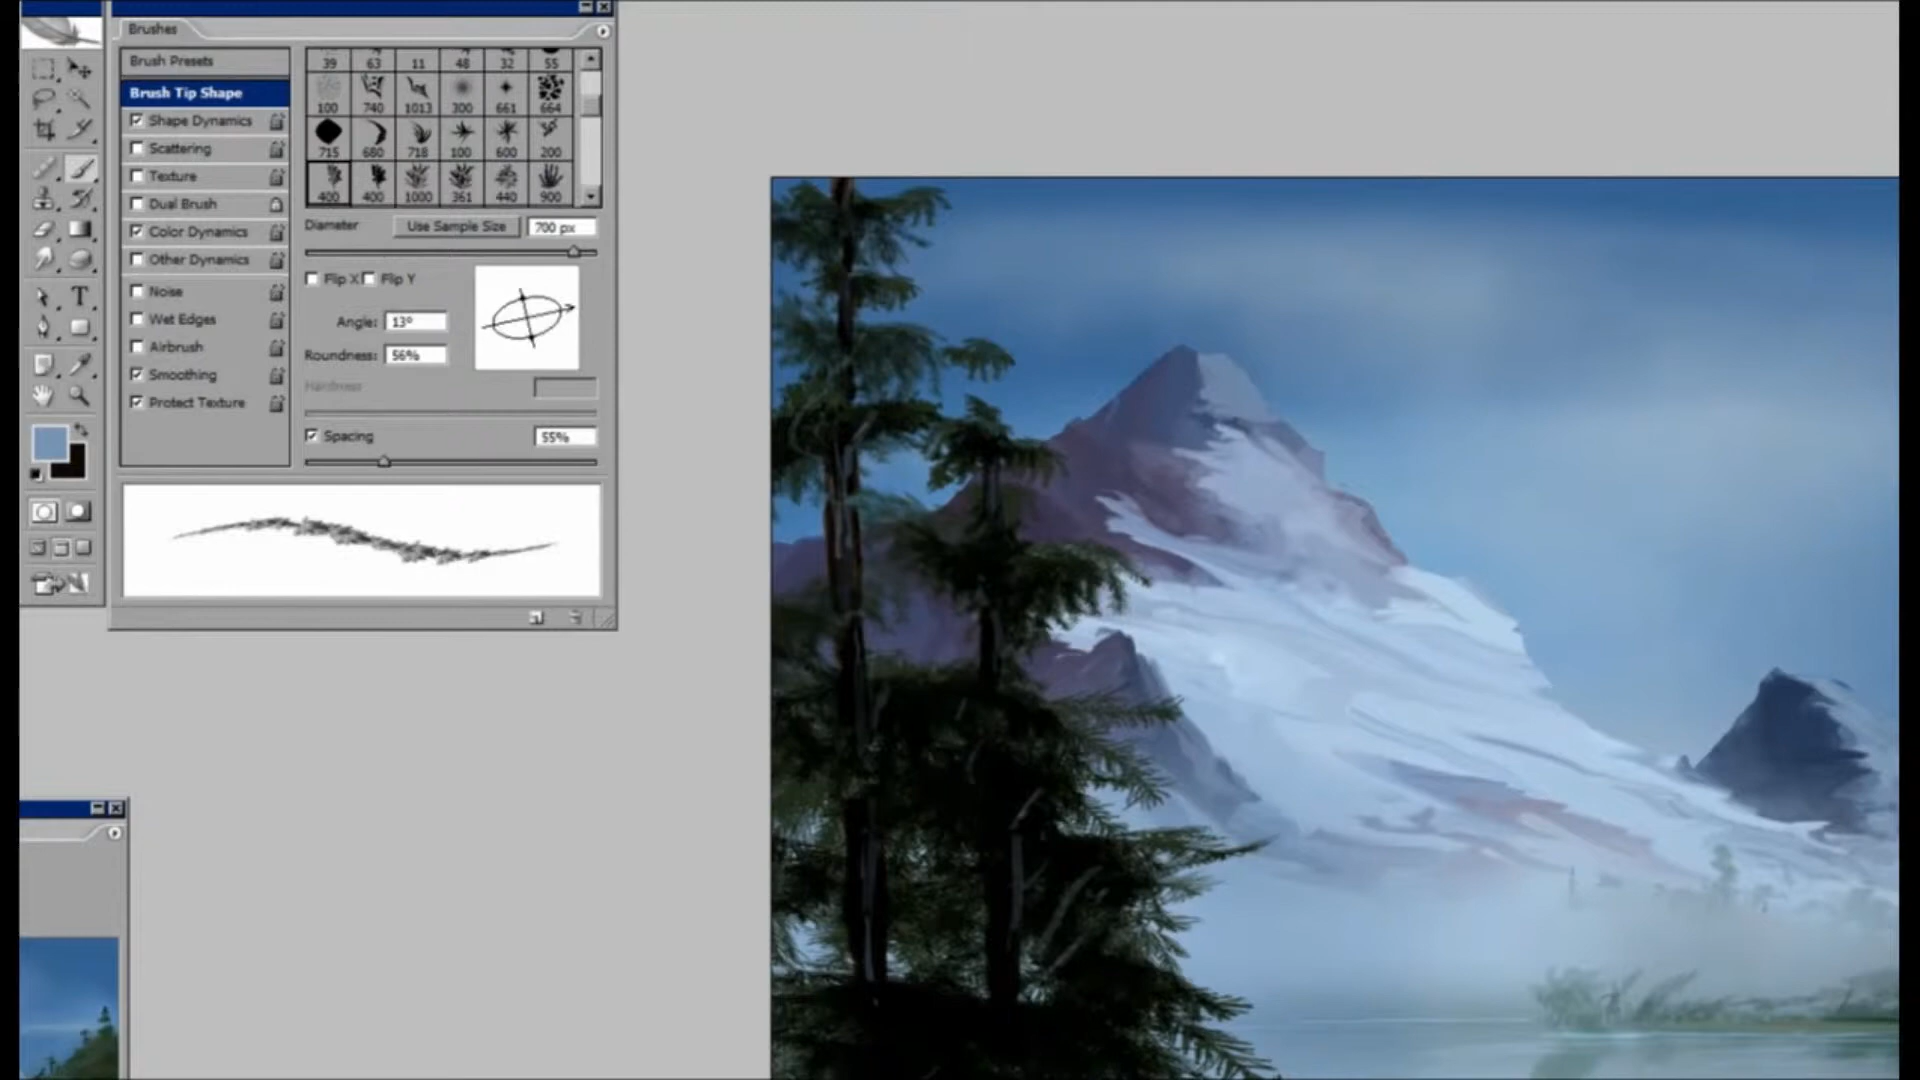 Brushes
Brush Presets
Brush Tip Shape
Shape Dynamics
Scattering
Texture
Dual Brush
Color Dynamics
Other Dynamics
Noise
Wet Edges
Airbrush
Smoothing
Protect Texture
39 63 11 48 32 55
100 740 1013 300 661 664
715 680 718 100 600 200
400 400 1000 361 440 900
Diameter Use Sample Size 700 px
Flip X Flip Y
Angle: 13º
Roundness: 56%
Hardness
Spacing 55%
T